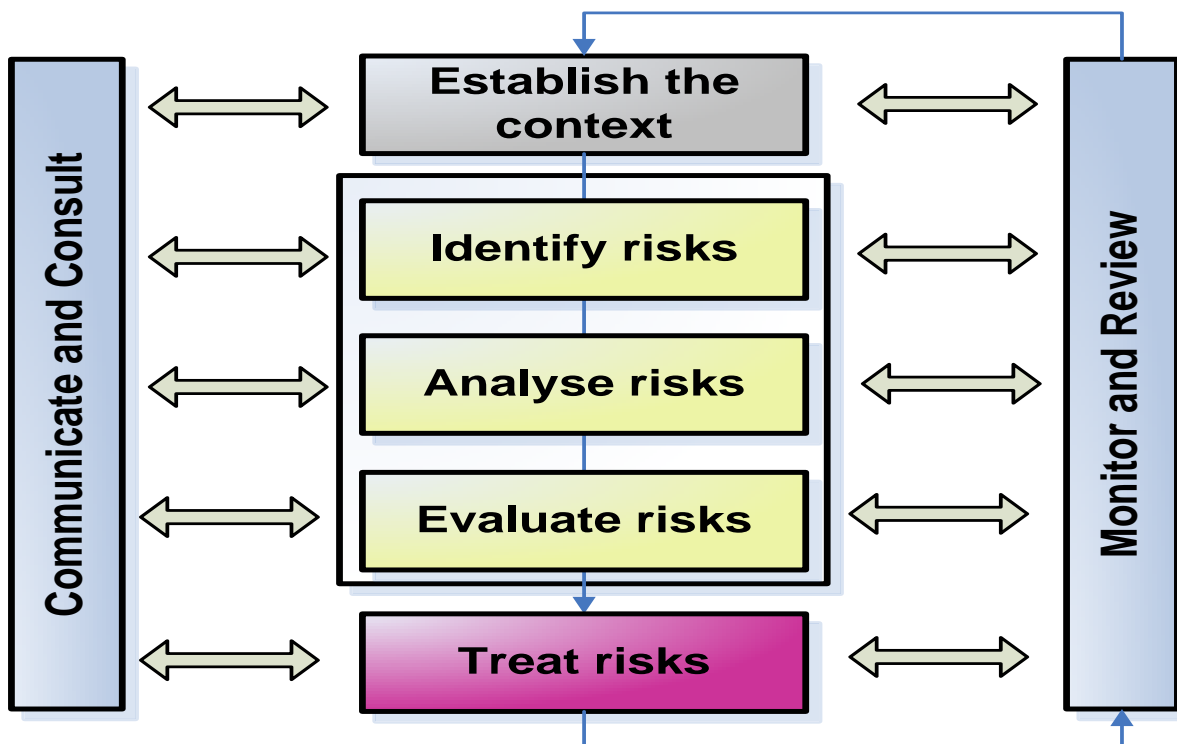 Communicate and Consult
Establish the
context
Identify risks
Analyse risks
Evaluate risks
Treat risks
Monitor and Review